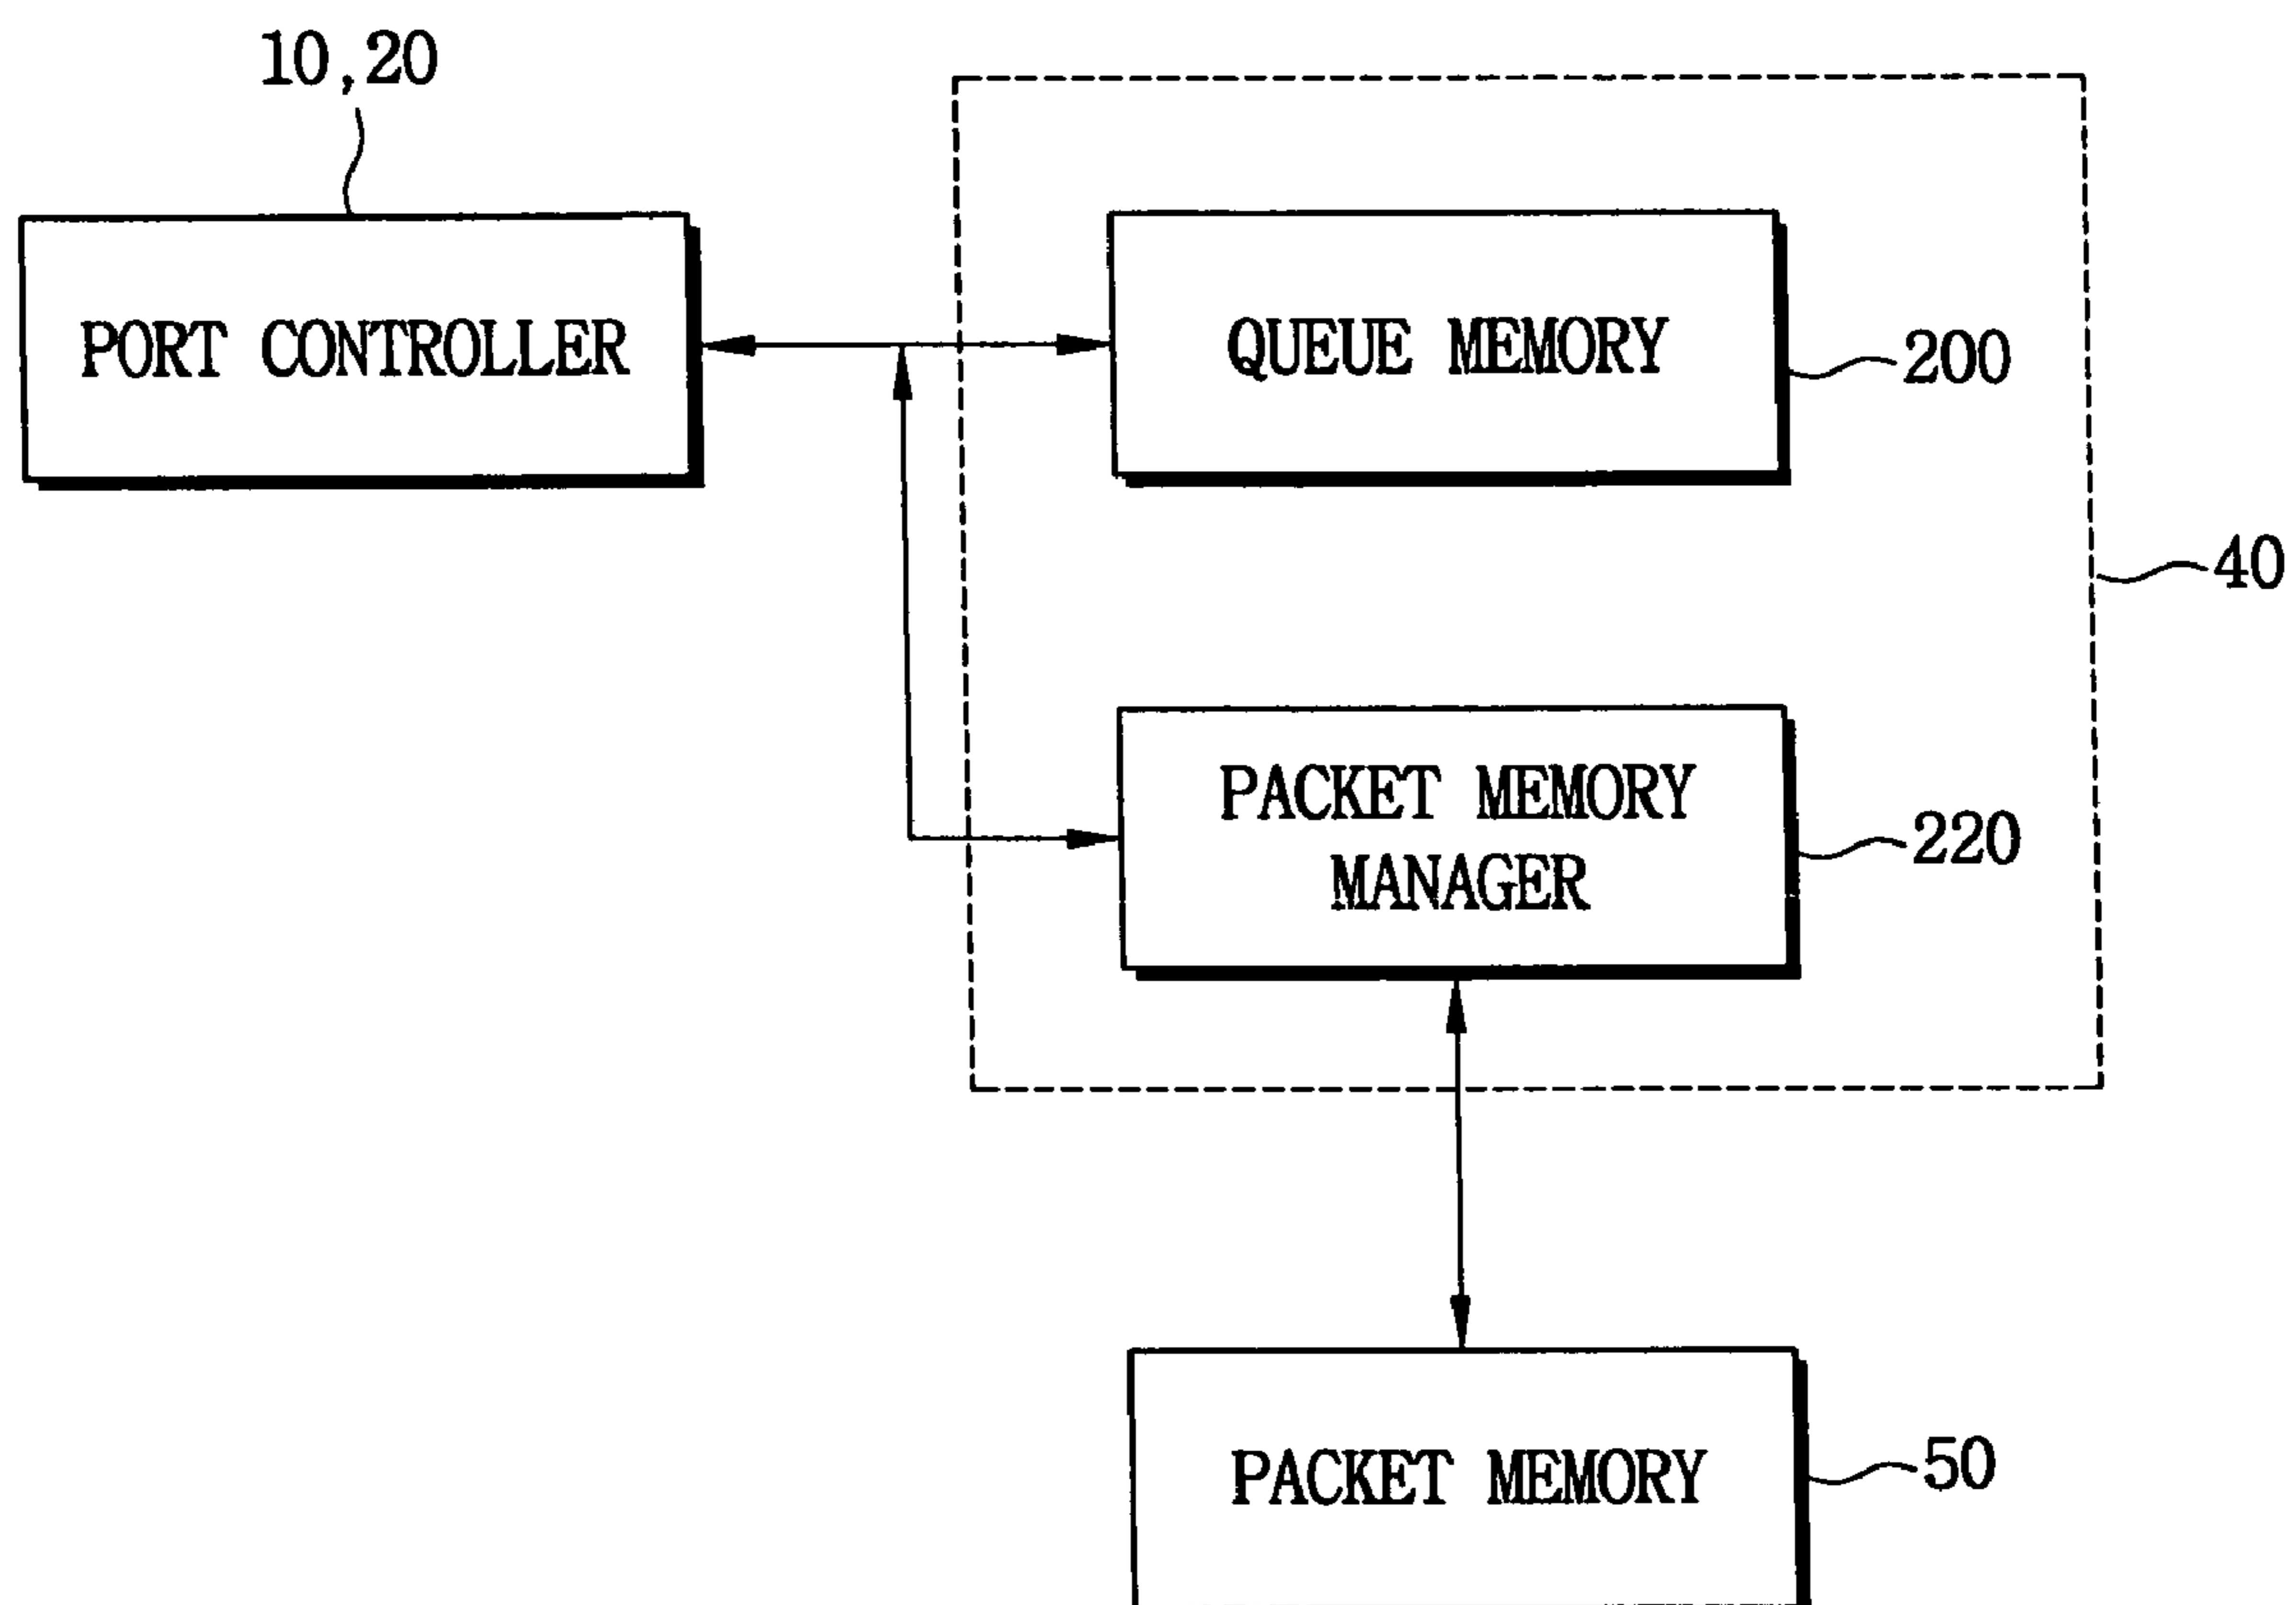 10,20
PORT CONTROLLER
QUEUE MEMORY
200
40
PACKET MEMORY
MANAGER
220
PACKET MEMORY
50